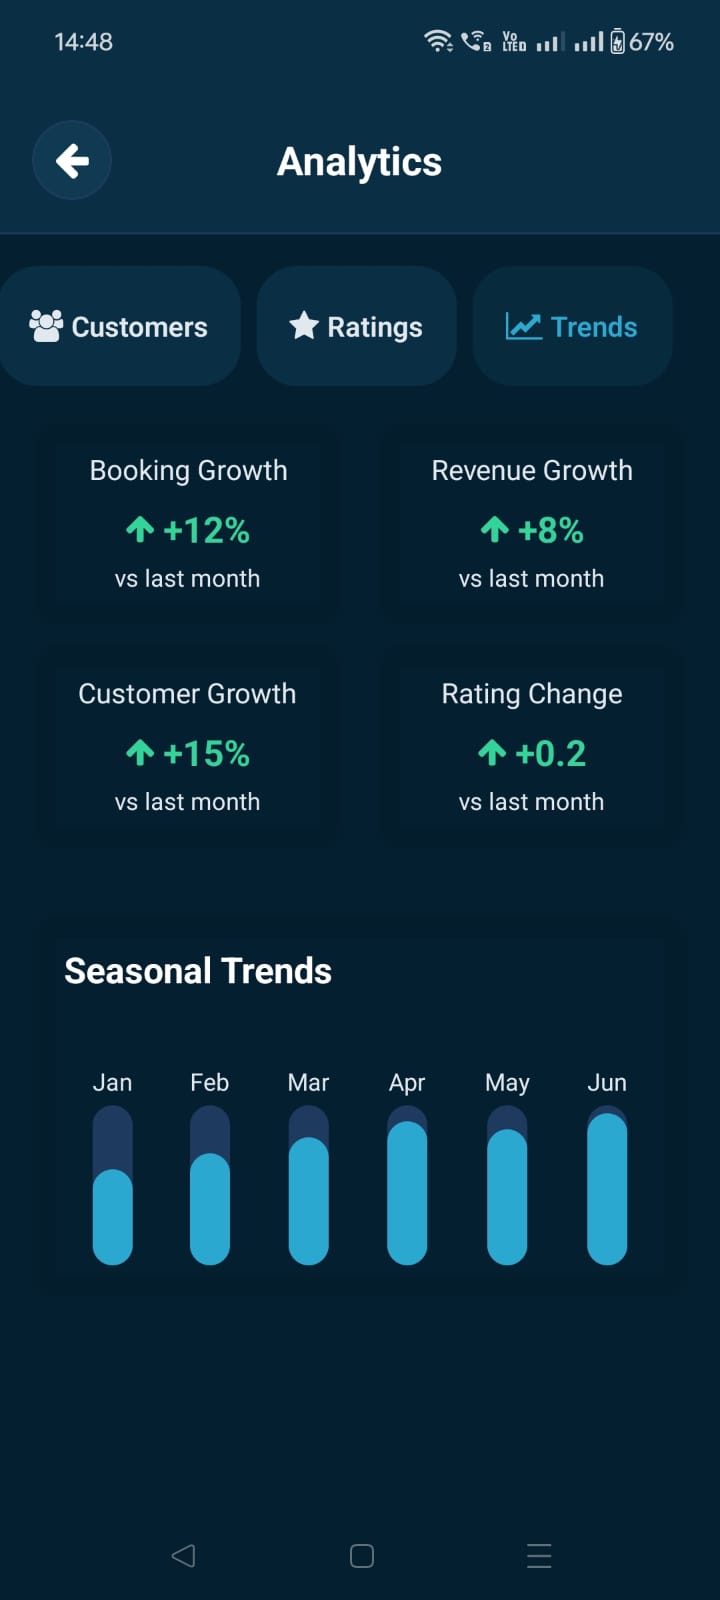 14:48 2 Vo LTED 67%
Analytics
Customers Ratings Trends
Booking Growth Revenue Growth
+12% +8%
vs last month vs last month
Customer Growth Rating Change
+15% +0.2
vs last month vs last month
Seasonal Trends
Jan Feb Mar Apr May Jun